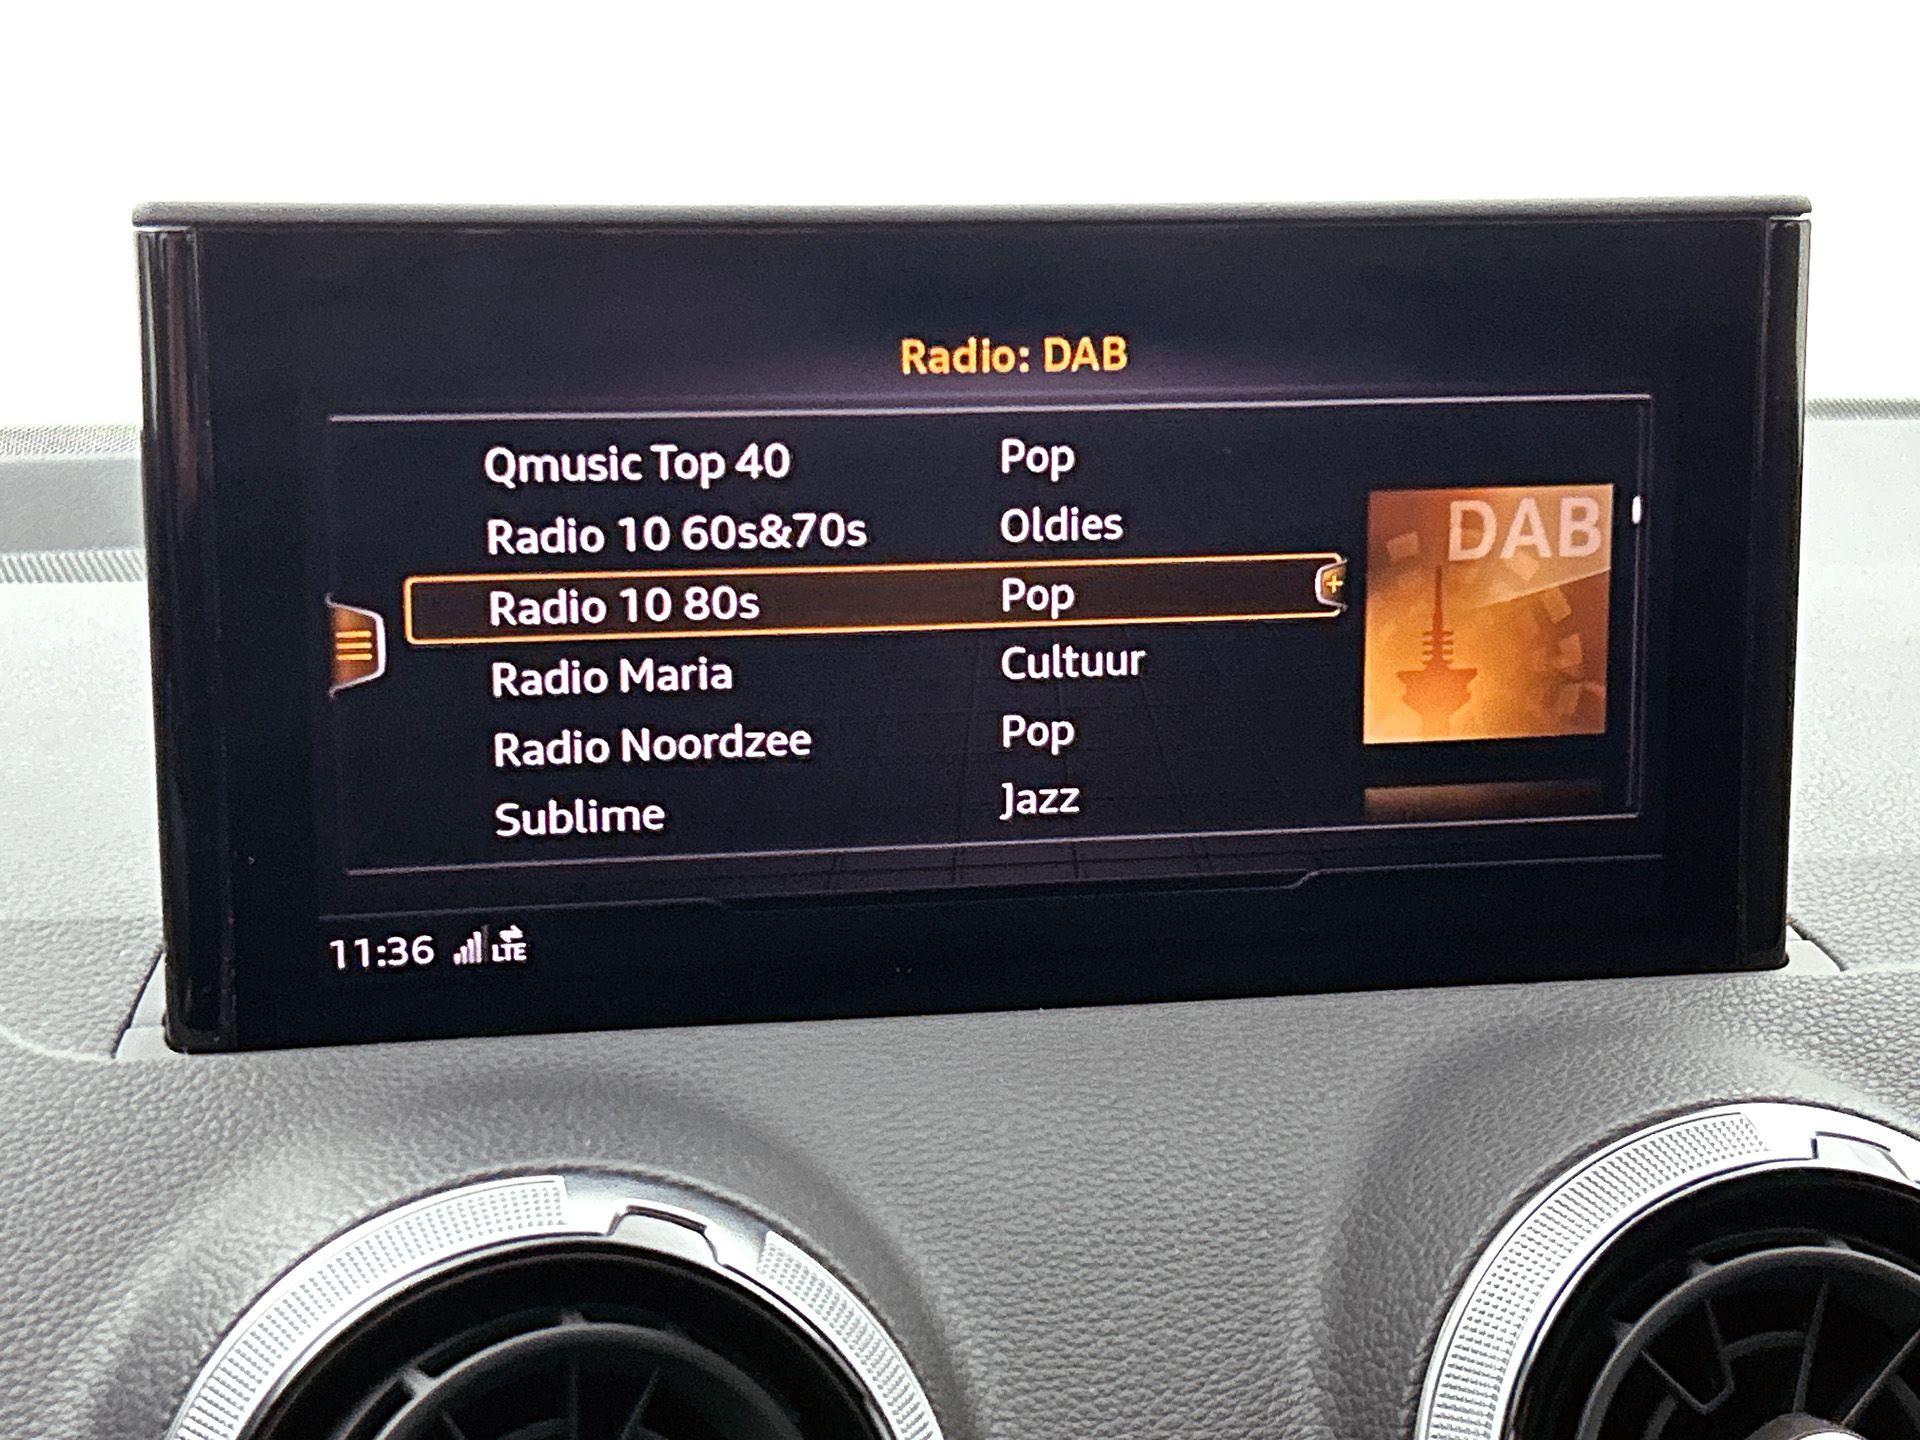 Radio: DAB
Qmusic Top 40 Pop
Radio 10 60s&70s Oldies
Radio 10 80s Pop
Radio Maria Cultuur
Radio Noordzee Pop
Sublime Jazz
DAB
11:36 LTE